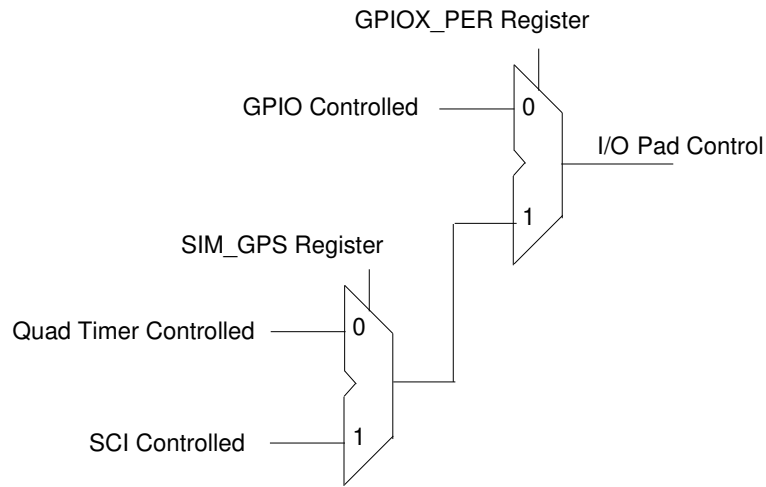 GPIOX_PER Register
GPIO Controlled
0
I/O Pad Control
1
SIM_GPS Register
Quad Timer Controlled
0
SCI Controlled
1